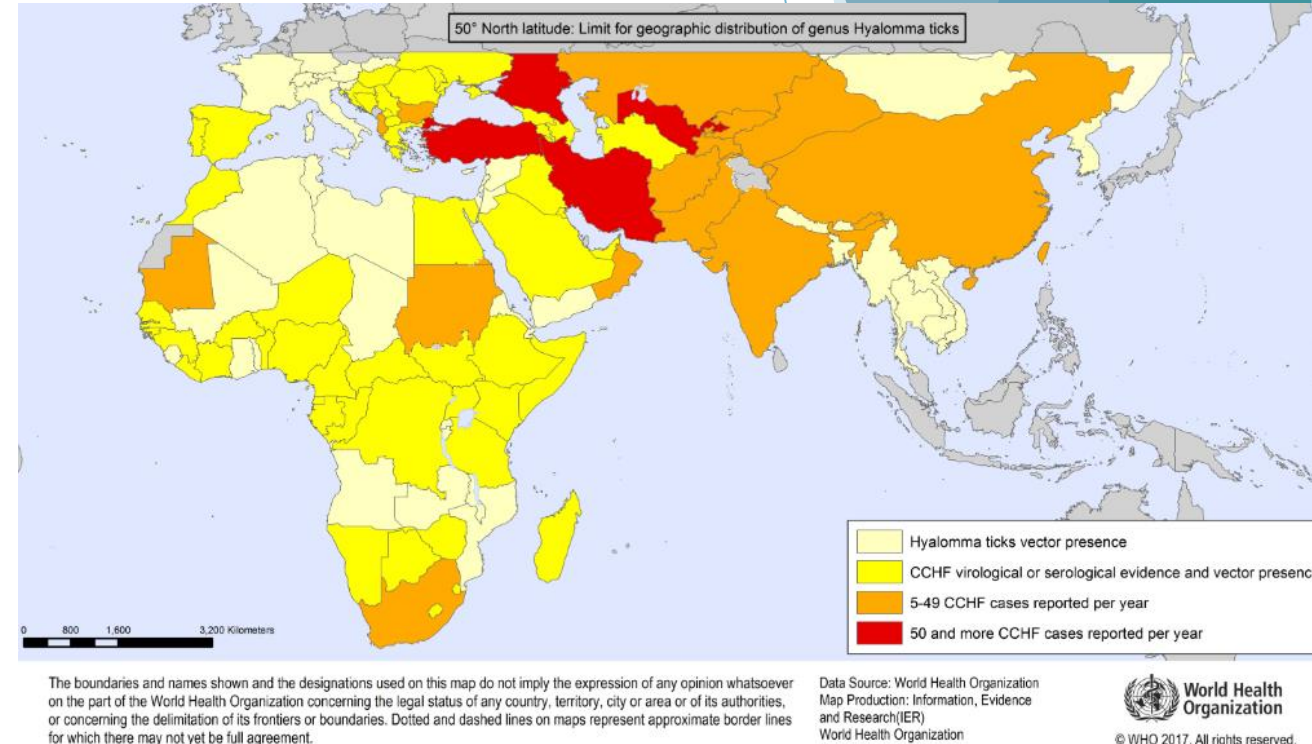 50° North latitude: Limit for geographic distribution of genus Hyalomma ticks
Hyalomma ticks vector presence
CCHF virological or serological evidence and vector presenc
5-49 CCHF cases reported per year
50 and more CCHF cases reported per year
0 800 1,600 3,200 Kilometers
The boundaries and names shown and the designations used on this map do not imply the expression of any opinion whatsoever
on the part of the World Health Organization concerning the legal status of any country, territory, city or area or of its authorities,
or concerning the delimitation of its frontiers or boundaries. Dotted and dashed lines on maps represent approximate border lines
for which there may not yet be full agreement.
Data Source: World Health Organization
Map Production: Information, Evidence
and Research(IER)
World Health Organization
World Health
Organization
© WHO 2017. All rights reserved.